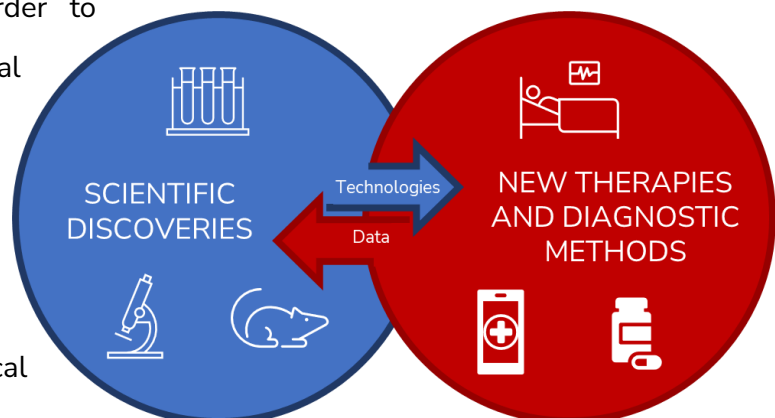 rder to
al
SCIENTIFIC
DISCOVERIES
Technologies
Data
NEW THERAPIES
AND DIAGNOSTIC
METHODS
cal